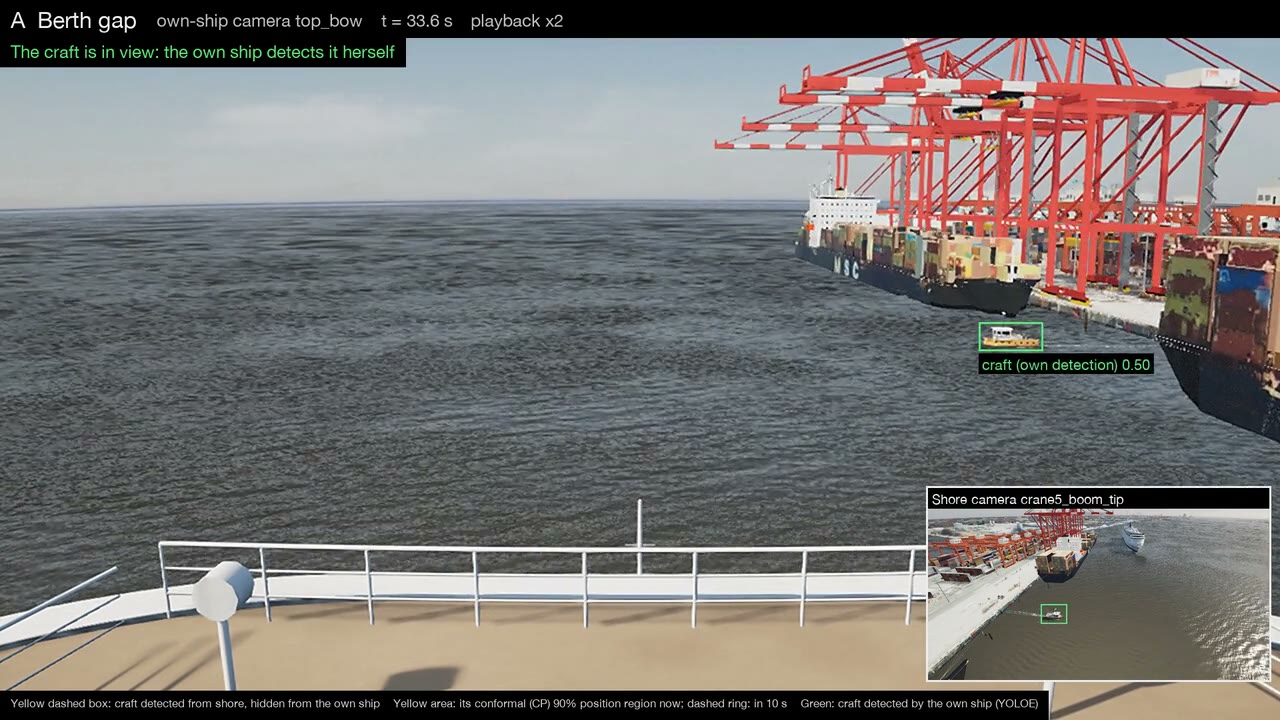 A Berth gap own-ship camera top_bow t = 33.6 s playback x2
The craft is in view: the own ship detects it herself
MSC
craft (own detection) 0.50
Shore camera crane5_boom_tip
Yellow dashed box: craft detected from shore, hidden from the own ship Yellow area: its conformal (CP) 90% position region now; dashed ring: in 10 s Green: craft detected by the own ship (YOLOE)